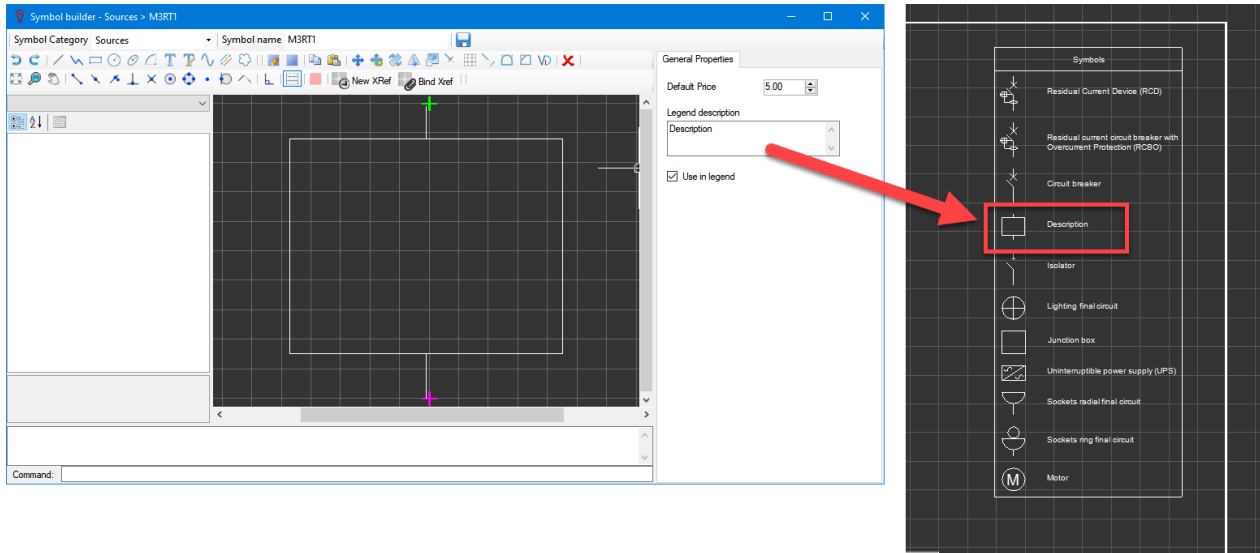 Symbol builder - Sources > M3RT1
Symbol Category Sources
Symbol name M3RT1
New XRef
Bind Xref
Command:
General Properties
Default Price 5.00
Legend description
Description
Use in legend
Symbols
Residual Current Device (RCD)
Residual current circuit breaker with
Overcurrent Protection (RCBO)
Circuit breaker
Description
Isolator
Lighting final circuit
Junction box
Uninterruptible power supply (UPS)
Sockets radial final circuit
Sockets ring final circuit
M
Motor